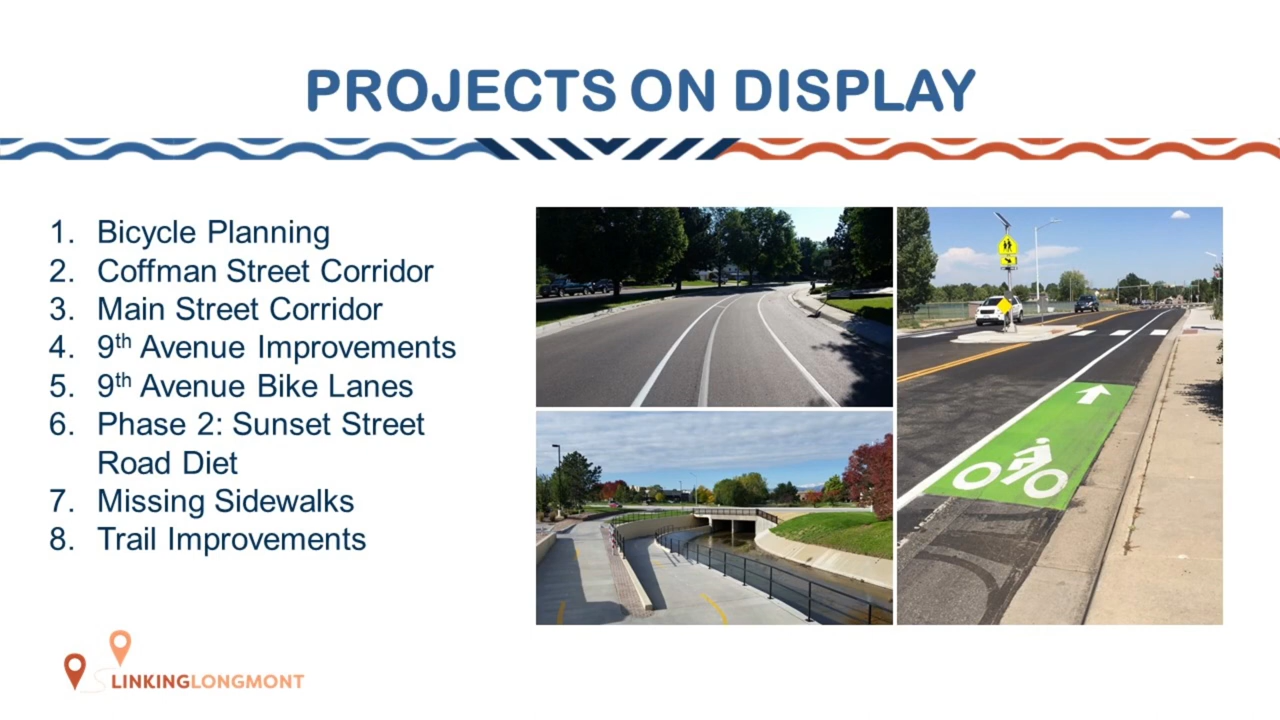 PROJECTS ON DISPLAY
1. Bicycle Planning
2. Coffman Street Corridor
3. Main Street Corridor
4. 9th Avenue Improvements
5. 9th Avenue Bike Lanes
6. Phase 2: Sunset Street
Road Diet
7. Missing Sidewalks
8. Trail Improvements
LINKINGLONGMONT